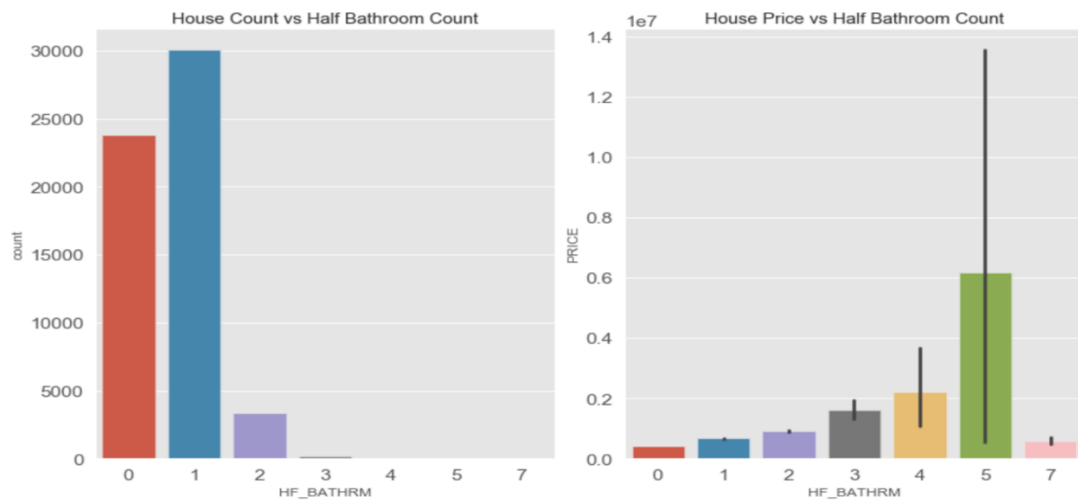 House Count vs Half Bathroom Count
30000
25000
20000
15000
10000
5000
0
count
0 1 2 3 4 5 7
HF_BATHRM
House Price vs Half Bathroom Count
1e7
1.4
1.2
1.0
0.8
0.6
0.4
0.2
0.0
PRICE
0 1 2 3 4 5 7
HF_BATHRM